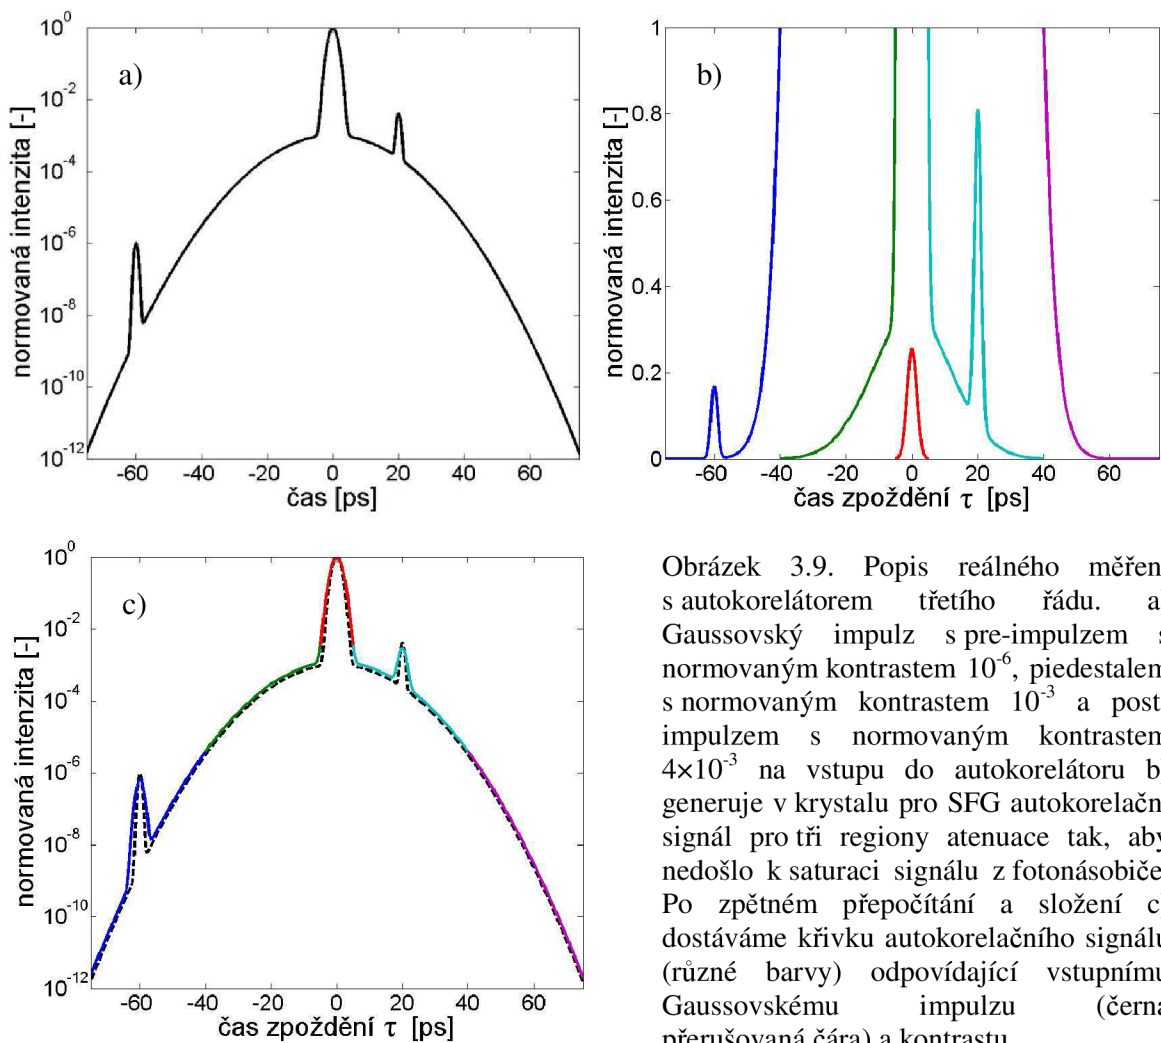 a)
normovaná intenzita [-]
10^0
10^-2
10^-4
10^-6
10^-8
10^-10
10^-12
-60 -40 -20 0 20 40 60
čas [ps]
b)
normovaná intenzita [-]
1
0.8
0.6
0.4
0.2
0
-60 -40 -20 0 20 40 60
čas zpoždění τ [ps]
c)
normovaná intenzita [-]
10^0
10^-2
10^-4
10^-6
10^-8
10^-10
10^-12
-60 -40 -20 0 20 40 60
čas zpoždění τ [ps]
Obrázek 3.9. Popis reálného měřen
s autokorelátorem třetího řádu. a
Gaussovský impulz s pre-impulzem s
normovaným kontrastem 10^-6, piedestalem
s normovaným kontrastem 10^-3 a post
impulzem s normovaným kontrastem
4×10^-3 na vstupu do autokorelátoru b
generuje v krystalu pro SFG autokorelačn
signál pro tři regiony atenuace tak, aby
nedošlo k saturaci signálu z fotonásobiče
Po zpětném přepočítání a složení c
dostáváme křivku autokorelačního signálu
(různé barvy) odpovídající vstupnímu
Gaussovskému impulzu (černá
přerušovaná čára) a kontrastu